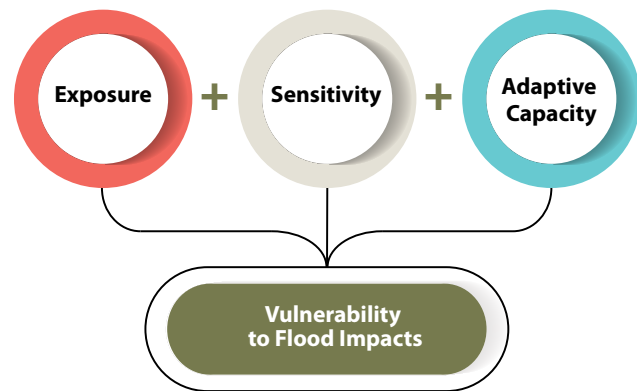 Exposure
+
Sensitivity
+
Adaptive
Capacity
Vulnerability
to Flood Impacts